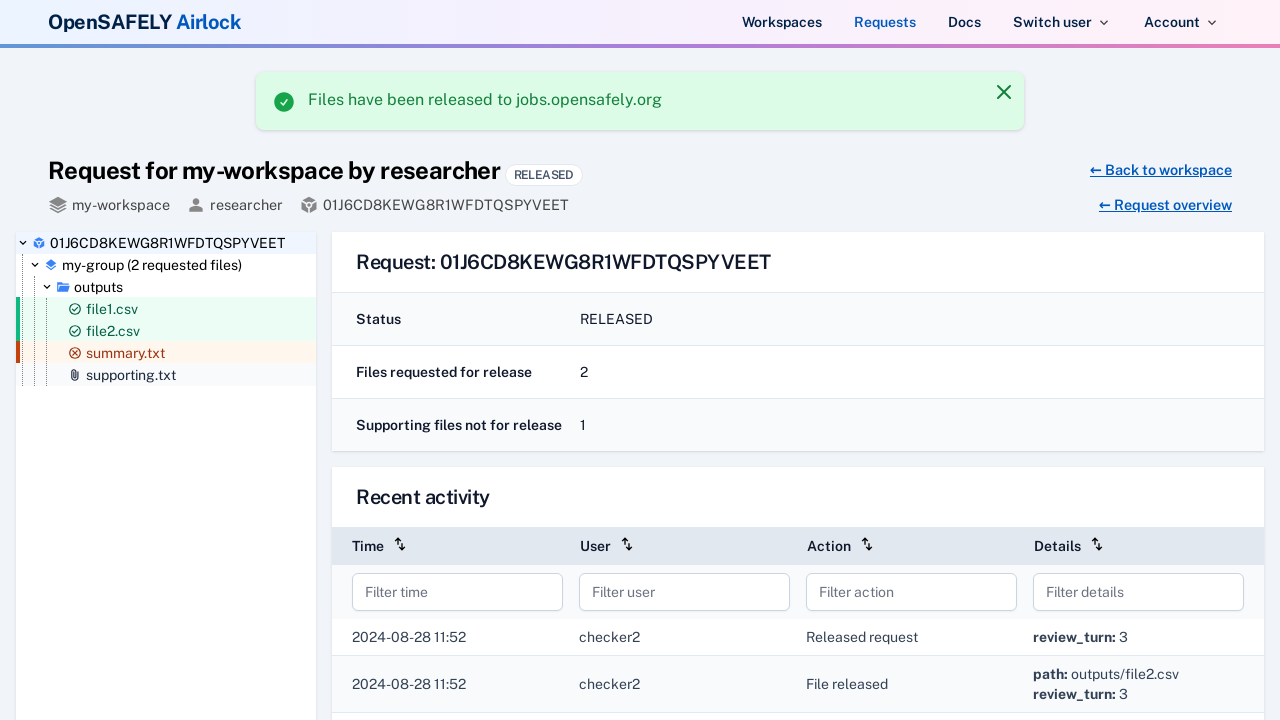 OpenSAFELY Airlock
Workspaces Requests Docs Switch user Account
Files have been released to jobs.opensafely.org
Request for my-workspace by researcher RELEASED
← Back to workspace
my-workspace researcher 01J6CD8KEWG8R1WFDTQSPYVEET
← Request overview
01J6CD8KEWG8R1WFDTQSPYVEET
my-group (2 requested files)
outputs
file1.csv
file2.csv
summary.txt
supporting.txt
Request: 01J6CD8KEWG8R1WFDTQSPYVEET
Status RELEASED
Files requested for release 2
Supporting files not for release 1
Recent activity
Time User Action Details
Filter time Filter user Filter action Filter details
2024-08-28 11:52 checker2 Released request review_turn: 3
2024-08-28 11:52 checker2 File released path: outputs/file2.csv
review_turn: 3